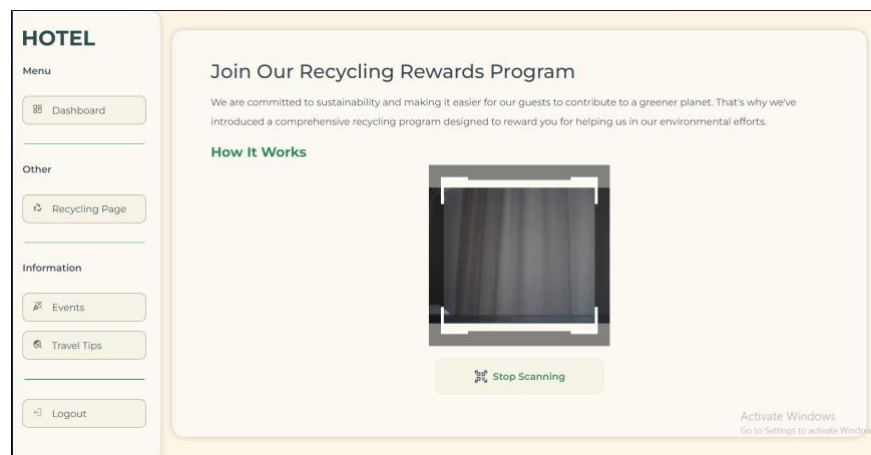 HOTEL
Menu
Dashboard
Other
Recycling Page
Information
Events
Travel Tips
Logout
Join Our Recycling Rewards Program
We are committed to sustainability and making it easier for our guests to contribute to a greener planet. That's why we've
introduced a comprehensive recycling program designed to reward you for helping us in our environmental efforts.
How It Works
Stop Scanning
Activate Windows
Go to Settings to activate Window